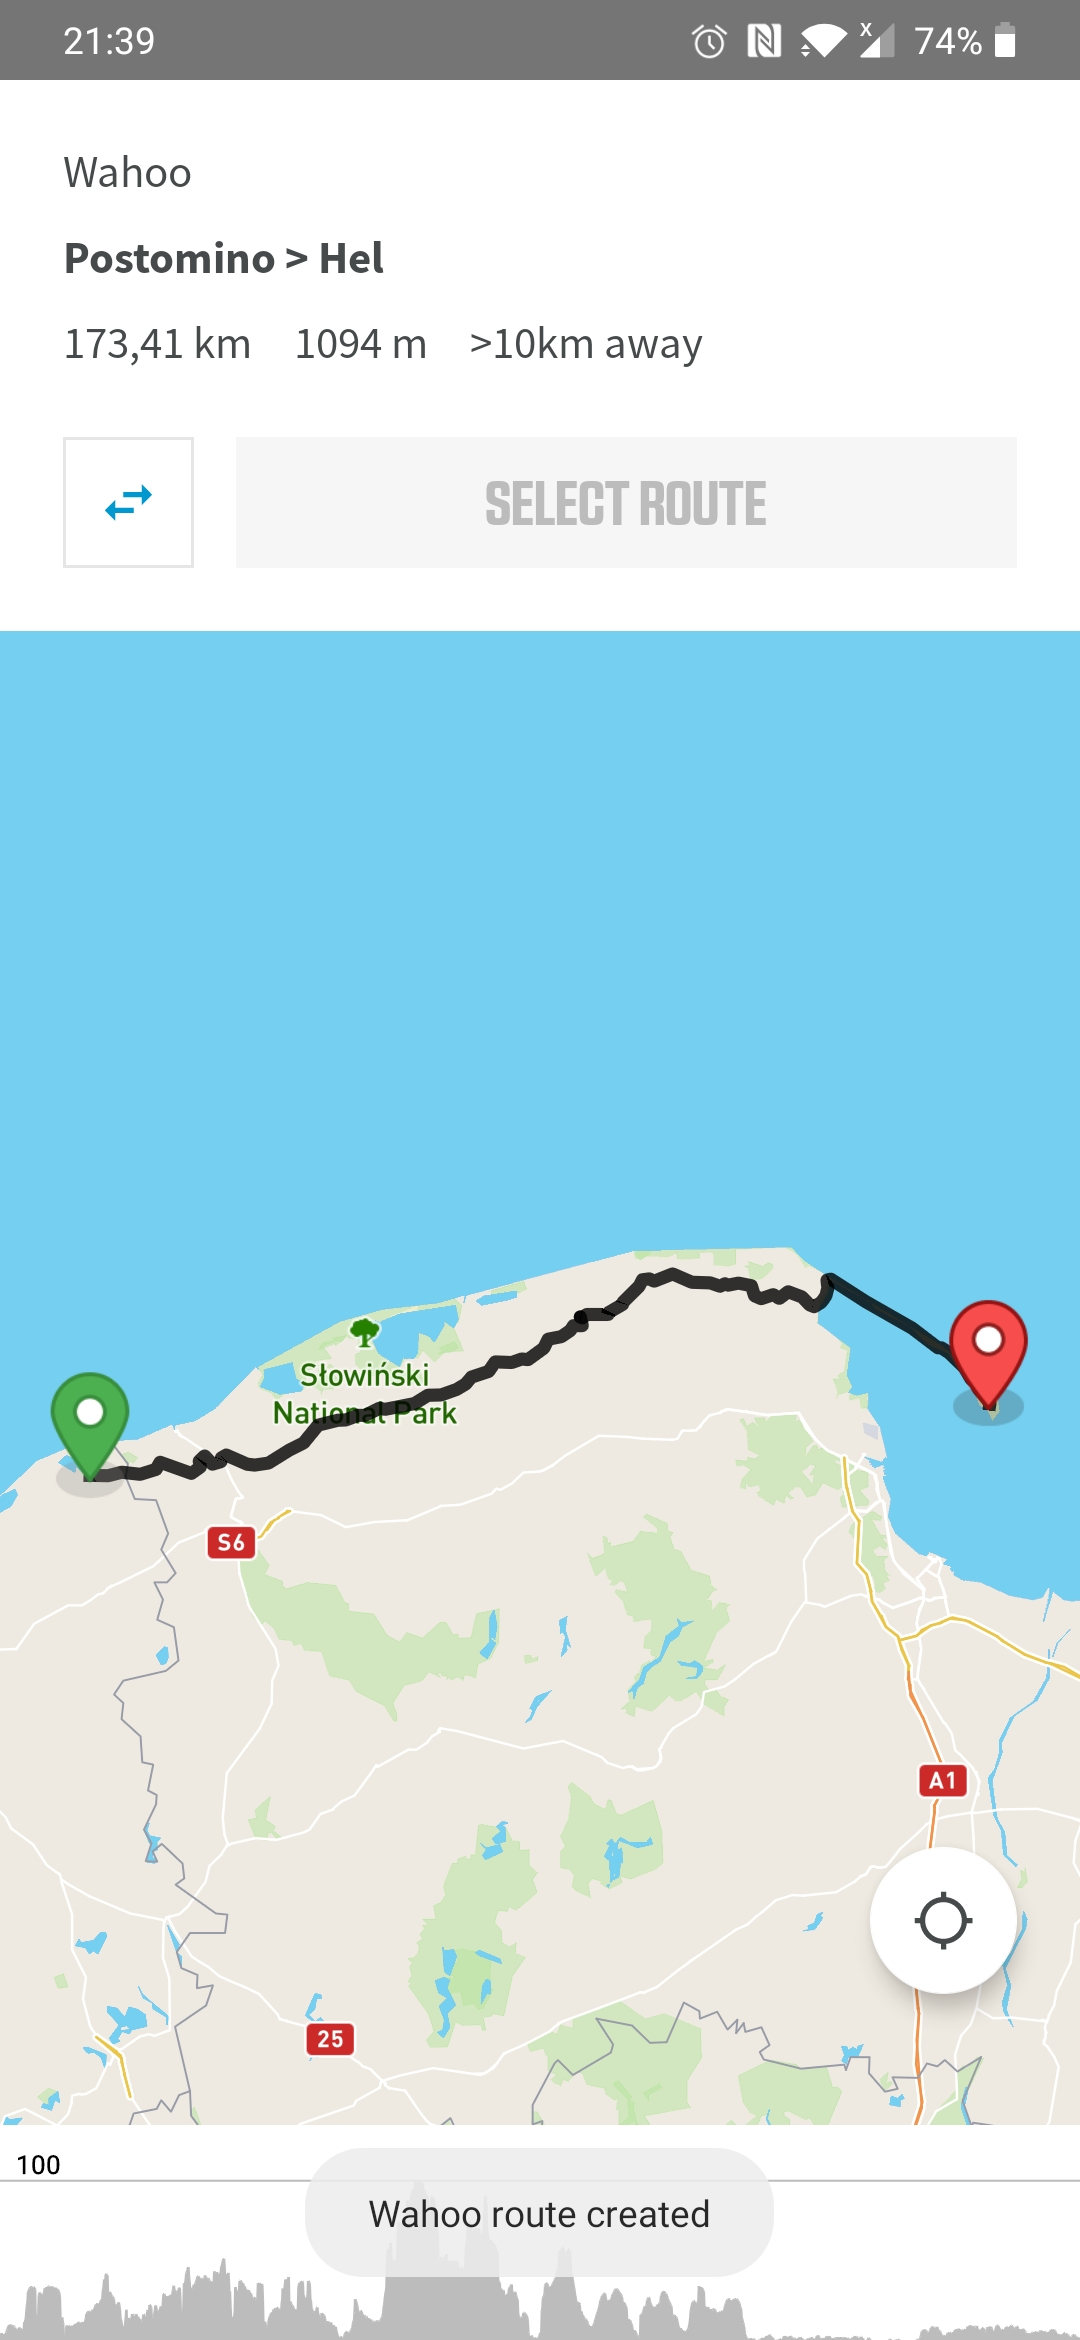 21:39
X
74%
Wahoo
Postomino > Hel
173,41 km 1094 m >10km away
SELECT ROUTE
Słowiński
National Park
S6
A1
25
100
Wahoo route created